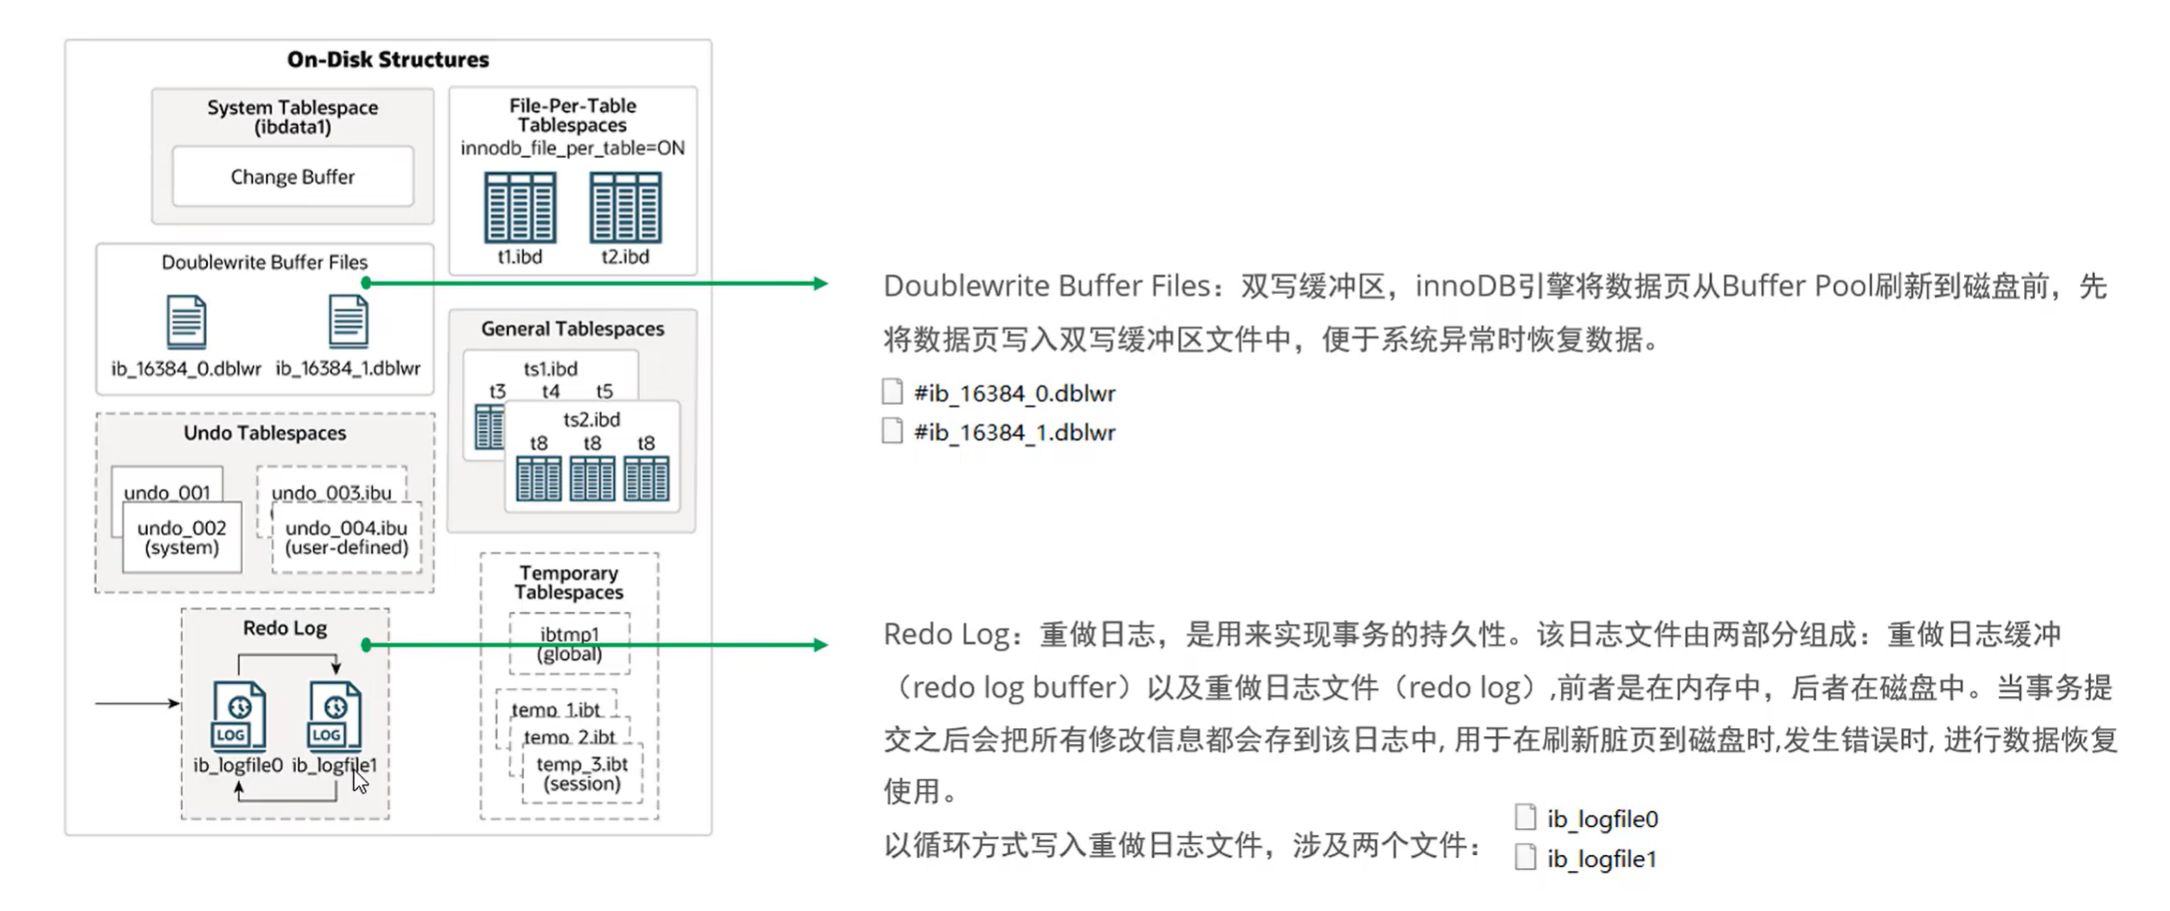 On-Disk Structures
System Tablespace
(ibdata1)
Change Buffer
File-Per-Table
Tablespaces
innodb_file_per_table=ON
t1.ibd
t2.ibd
Doublewrite Buffer Files
ib_16384_0.dblwr
ib_16384_1.dblwr
General Tablespaces
ts1.ibd
t3 t4 t5
ts2.ibd
t8 t8 t8
Undo Tablespaces
undo_001
undo_002
(system)
undo_003.ibu
undo_004.ibu
(user-defined)
Temporary
Tablespaces
ibtmp1
(global)
temp_1.ibt
temp_2.ibt
temp_3.ibt
(session)
Redo Log
LOG
LOG
ib_logfile0
ib_logfile1
Doublewrite Buffer Files：双写缓冲区，innoDB引擎将数据页从Buffer Pool刷新到磁盘前，先
将数据页写入双写缓冲区文件中，便于系统异常时恢复数据。
#ib_16384_0.dblwr
#ib_16384_1.dblwr
Redo Log：重做日志，是用来实现事务的持久性。该日志文件由两部分组成：重做日志缓冲
（redo log buffer）以及重做日志文件（redo log）,前者是在内存中，后者在磁盘中。当事务提
交之后会把所有修改信息都会存到该日志中, 用于在刷新脏页到磁盘时,发生错误时, 进行数据恢复
使用。
以循环方式写入重做日志文件，涉及两个文件：
ib_logfile0
ib_logfile1